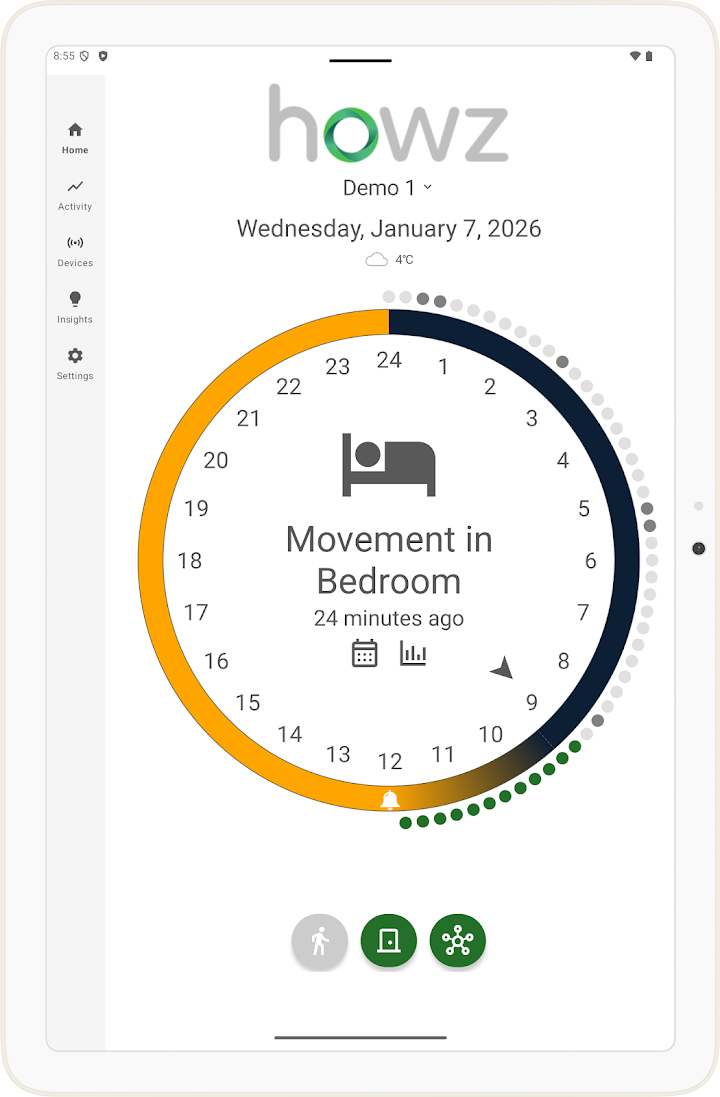 8:55
howz
Home
Activity
Devices
Insights
Settings
Demo 1
Wednesday, January 7, 2026
4°C
24
1
2
3
4
5
6
7
8
9
10
11
12
13
14
15
16
17
18
19
20
21
22
23
Movement in
Bedroom
24 minutes ago